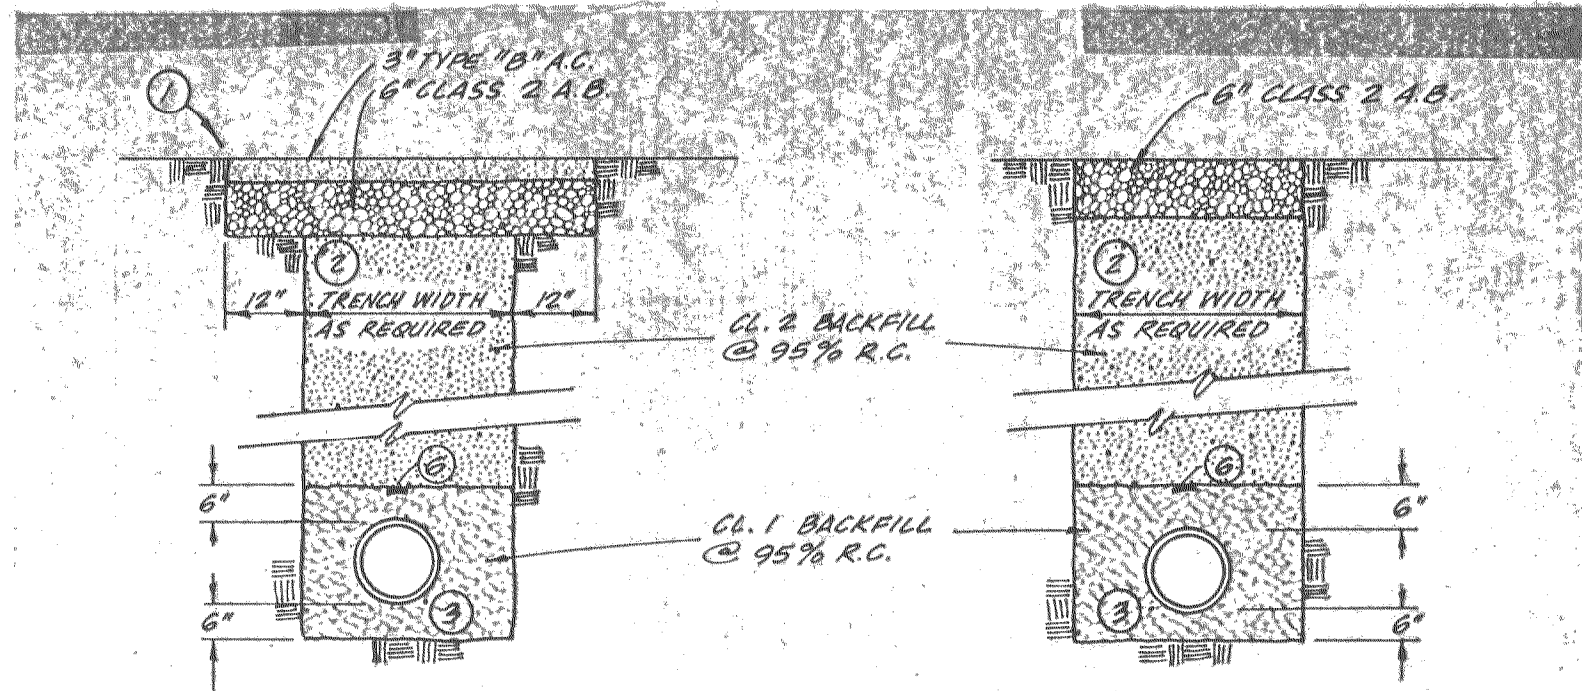 3" TYPE "B" A.C.
6" CLASS 2 A.B.
1
2
12"
TRENCH WIDTH
AS REQUIRED
12"
CL. 2 BACKFILL
@ 95% R.C.
6
6"
CL. 1 BACKFILL
@ 95% R.C.
6"
3
6" CLASS 2 A.B.
2
TRENCH WIDTH
AS REQUIRED
6
6"
3
6"